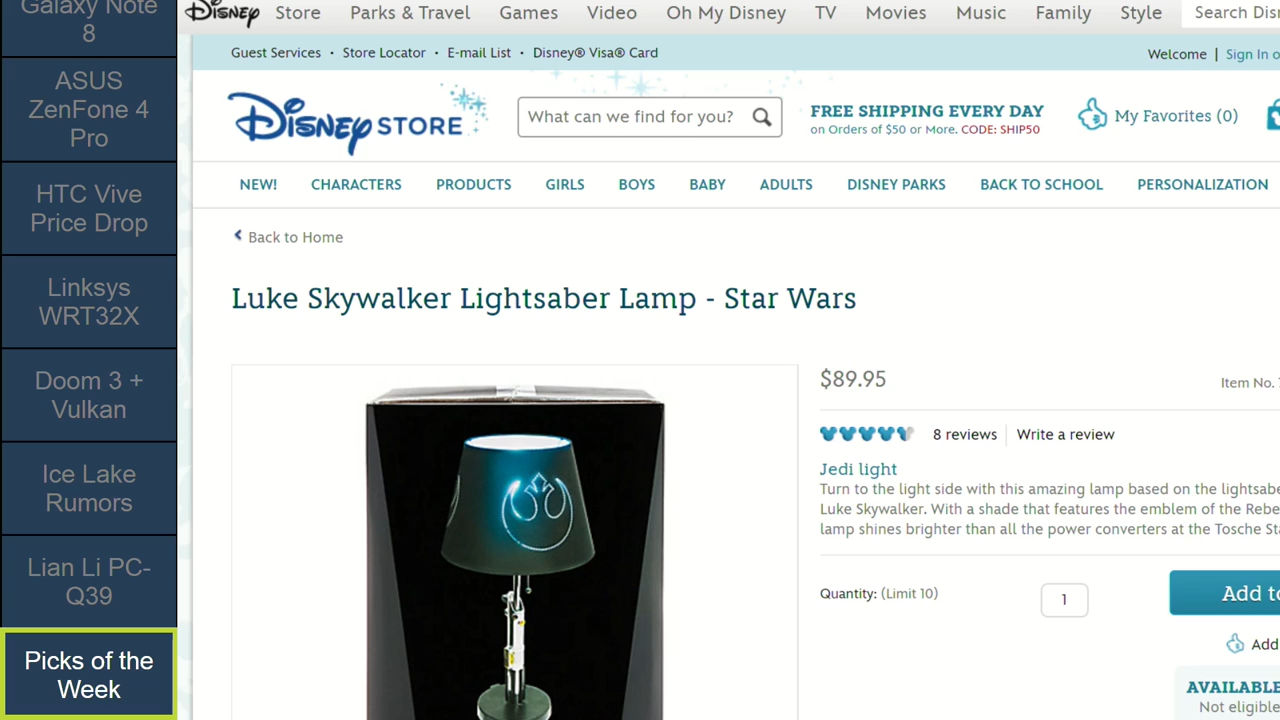 Galaxy Note
8
ASUS
ZenFone 4
Pro
HTC Vive
Price Drop
Linksys
WRT32X
Doom 3 +
Vulkan
Ice Lake
Rumors
Lian Li PC-
Q39
Picks of the
Week
Disney Store Parks & Travel Games Video Oh My Disney TV Movies Music Family Style Search
Guest Services • Store Locator • E-mail List • Disney® Visa® Card
Welcome | Sign In
Disney STORE
What can we find for you?
FREE SHIPPING EVERY DAY
on Orders of $50 or More. CODE: SHIP50
My Favorites (0)
NEW! CHARACTERS PRODUCTS GIRLS BOYS BABY ADULTS DISNEY PARKS BACK TO SCHOOL PERSONALIZATION
Back to Home
Luke Skywalker Lightsaber Lamp - Star Wars
$89.95
Item No.
8 reviews
Write a review
Jedi light
Turn to the light side with this amazing lamp based on the
Luke Skywalker. With a shade that features the emblem of the
lamp shines brighter than all the power converters at the Tosche
Quantity: (Limit 10)
1
Add
Add
AVAILABLE
Not eligible